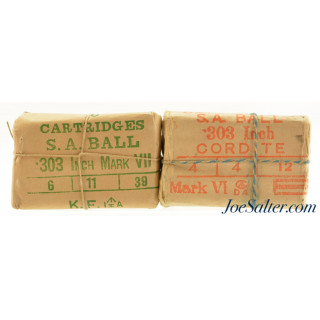 CARTRIDGES
S. A. BALL
.303 INCH MARK VII
6 11 39
K.F. A
S. A. BALL
.303 Inch
CORDITE
4 4 12
Mark VI
JoeSalter.com